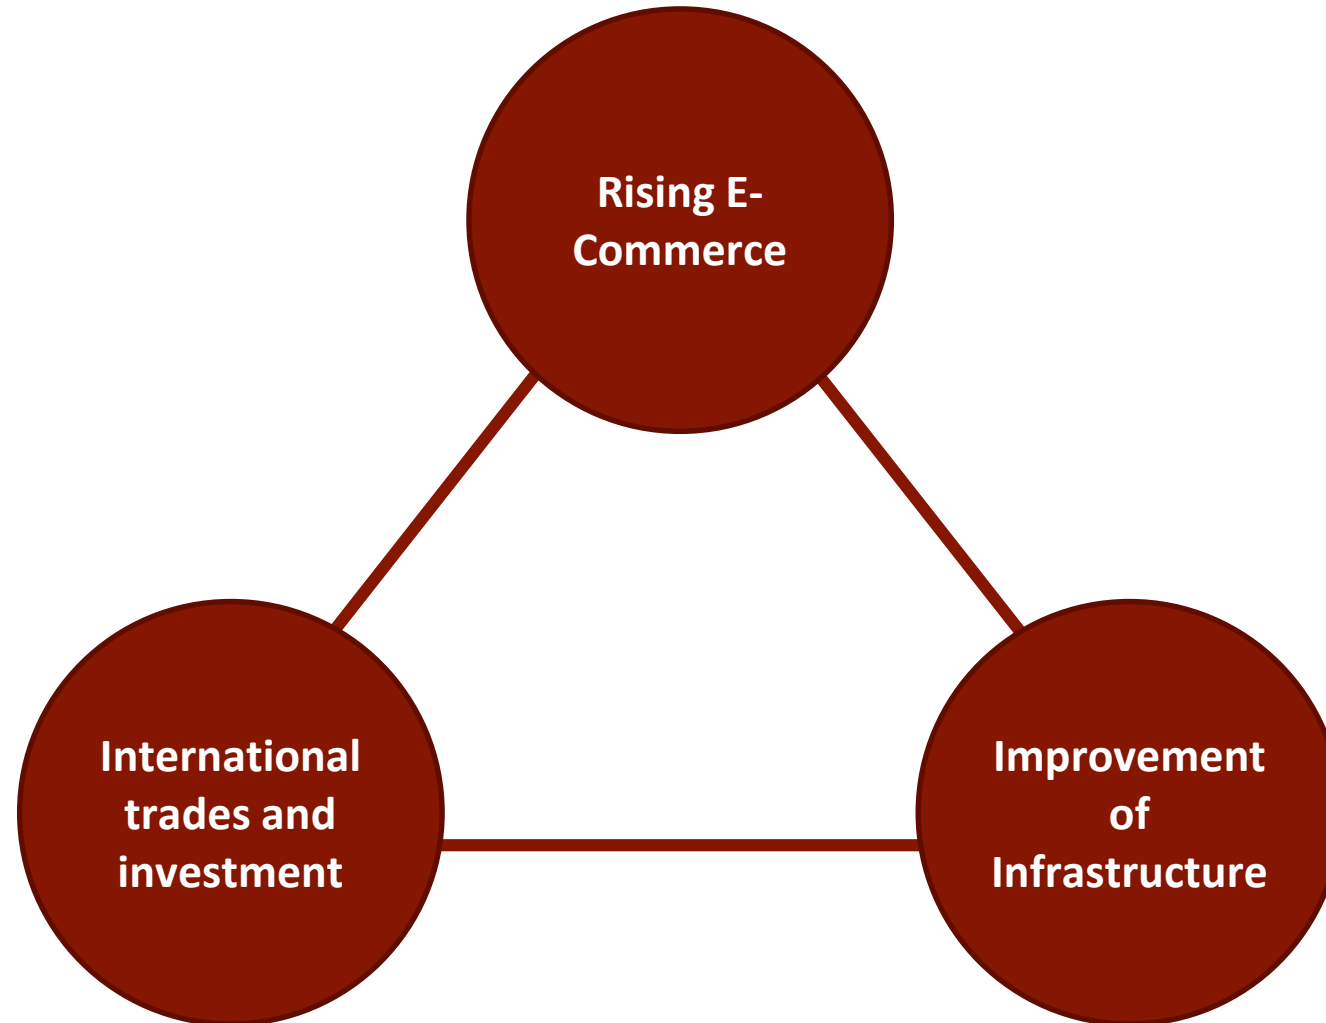 Rising E-
Commerce
International
trades and
investment
Improvement
of
Infrastructure